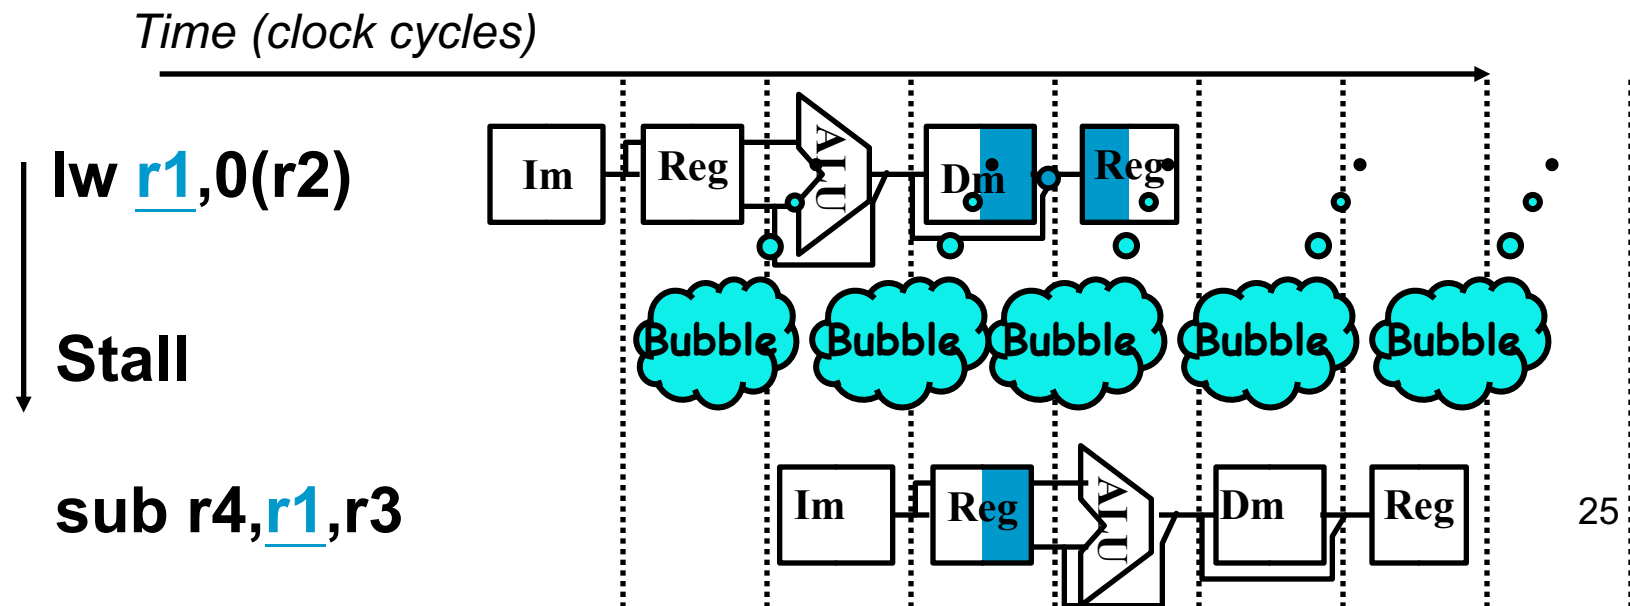 Time (clock cycles)
lw r1,0(r2)
Im Reg ALU Dm Reg
Stall
Bubble Bubble Bubble Bubble Bubble
sub r4,r1,r3
Im Reg ALU Dm Reg
25